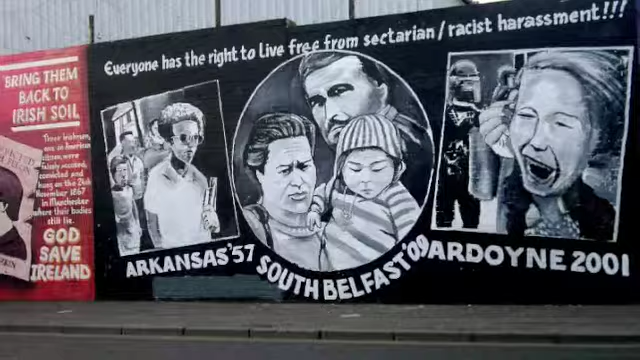 Everyone has the right to live free from sectarian/racist harassment!!!
BRING THEM
BACK TO
IRISH SOIL
Three Irishmen,
one an American
citizen, were
falsely accused,
convicted and
hung on the 24th
November 1867
in Manchester
where their bodies
still lie.
GOD
SAVE
IRELAND
ARKANSAS '57
SOUTH BELFAST '09
ARDOYNE 2001